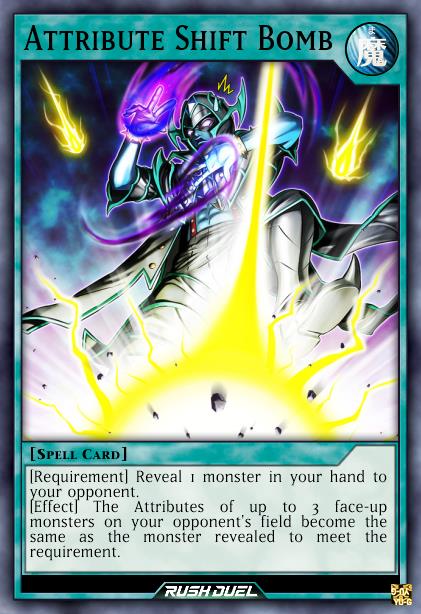 Attribute Shift Bomb
ま
魔
[Spell Card]
[Requirement] Reveal 1 monster in your hand to
your opponent.
[Effect] The Attributes of up to 3 face-up
monsters on your opponent's field become the
same as the monster revealed to meet the
requirement.
RUSH DUEL